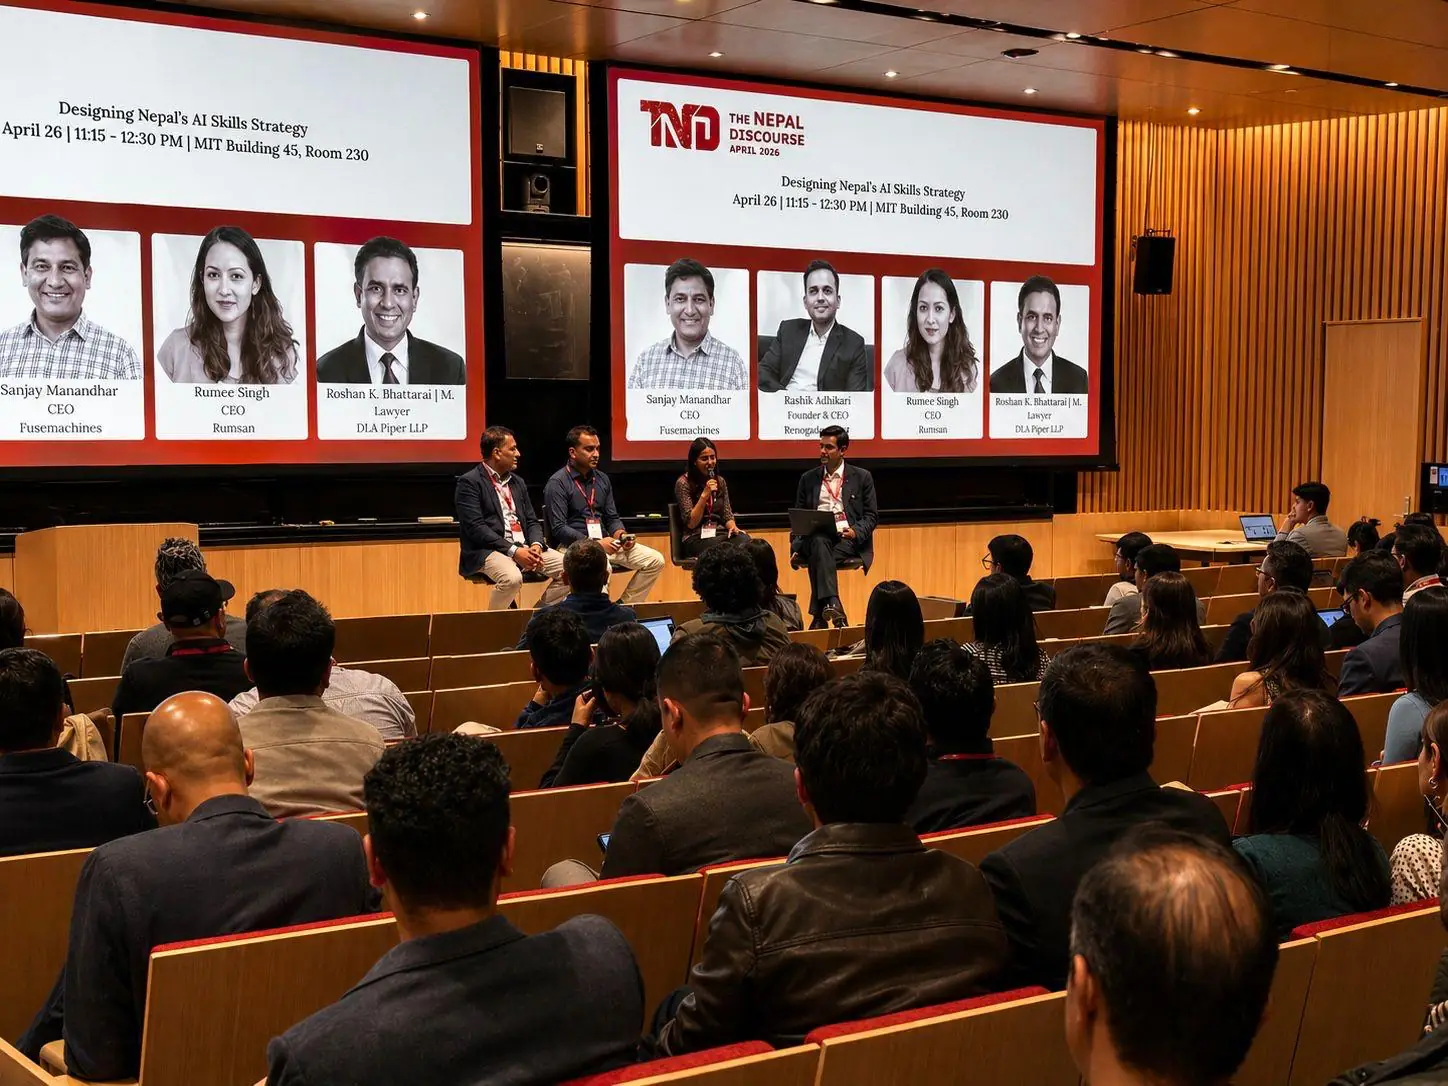 Designing Nepal's AI Skills Strategy
April 26 | 11:15 - 12:30 PM | MIT Building 45, Room 230
Sanjay Manandhar
CEO
Fusemachines
Rumee Singh
CEO
Rumsan
Roshan K. Bhattarai | M.
Lawyer
DLA Piper LLP
TND
THE NEPAL
DISCOURSE
APRIL 2026
Designing Nepal's AI Skills Strategy
April 26 | 11:15 - 12:30 PM | MIT Building 45, Room 230
Sanjay Manandhar
CEO
Fusemachines
Rashik Adhikari
Founder & CEO
Rumee Singh
CEO
Rumsan
Roshan K. Bhattarai | M.
Lawyer
DLA Piper LLP